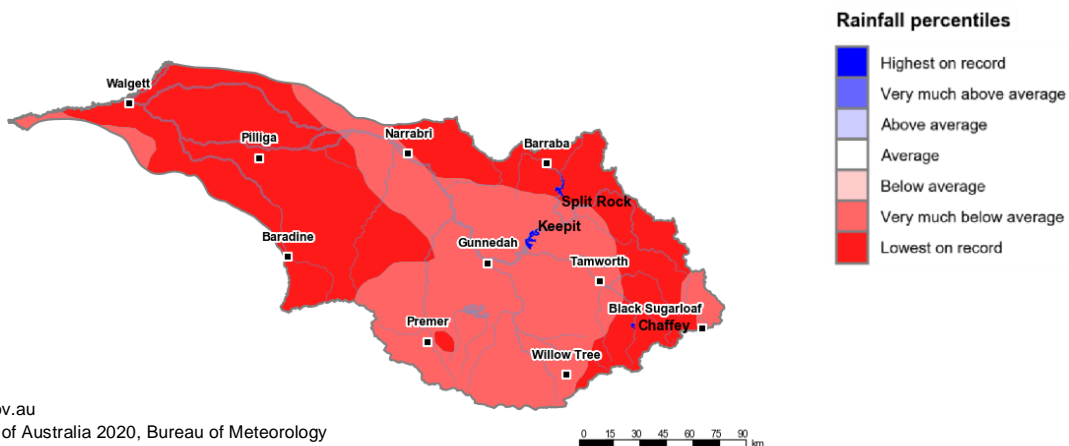 Rainfall percentiles
Highest on record
Very much above average
Above average
Average
Below average
Very much below average
Lowest on record
Walgett
Pilliga
Narrabri
Barraba
Split Rock
Keepit
Baradine
Gunnedah
Tamworth
Black Sugarloaf
Chaffey
Premer
Willow Tree
ov.au
of Australia 2020, Bureau of Meteorology
0 15 30 45 60 75 90
km